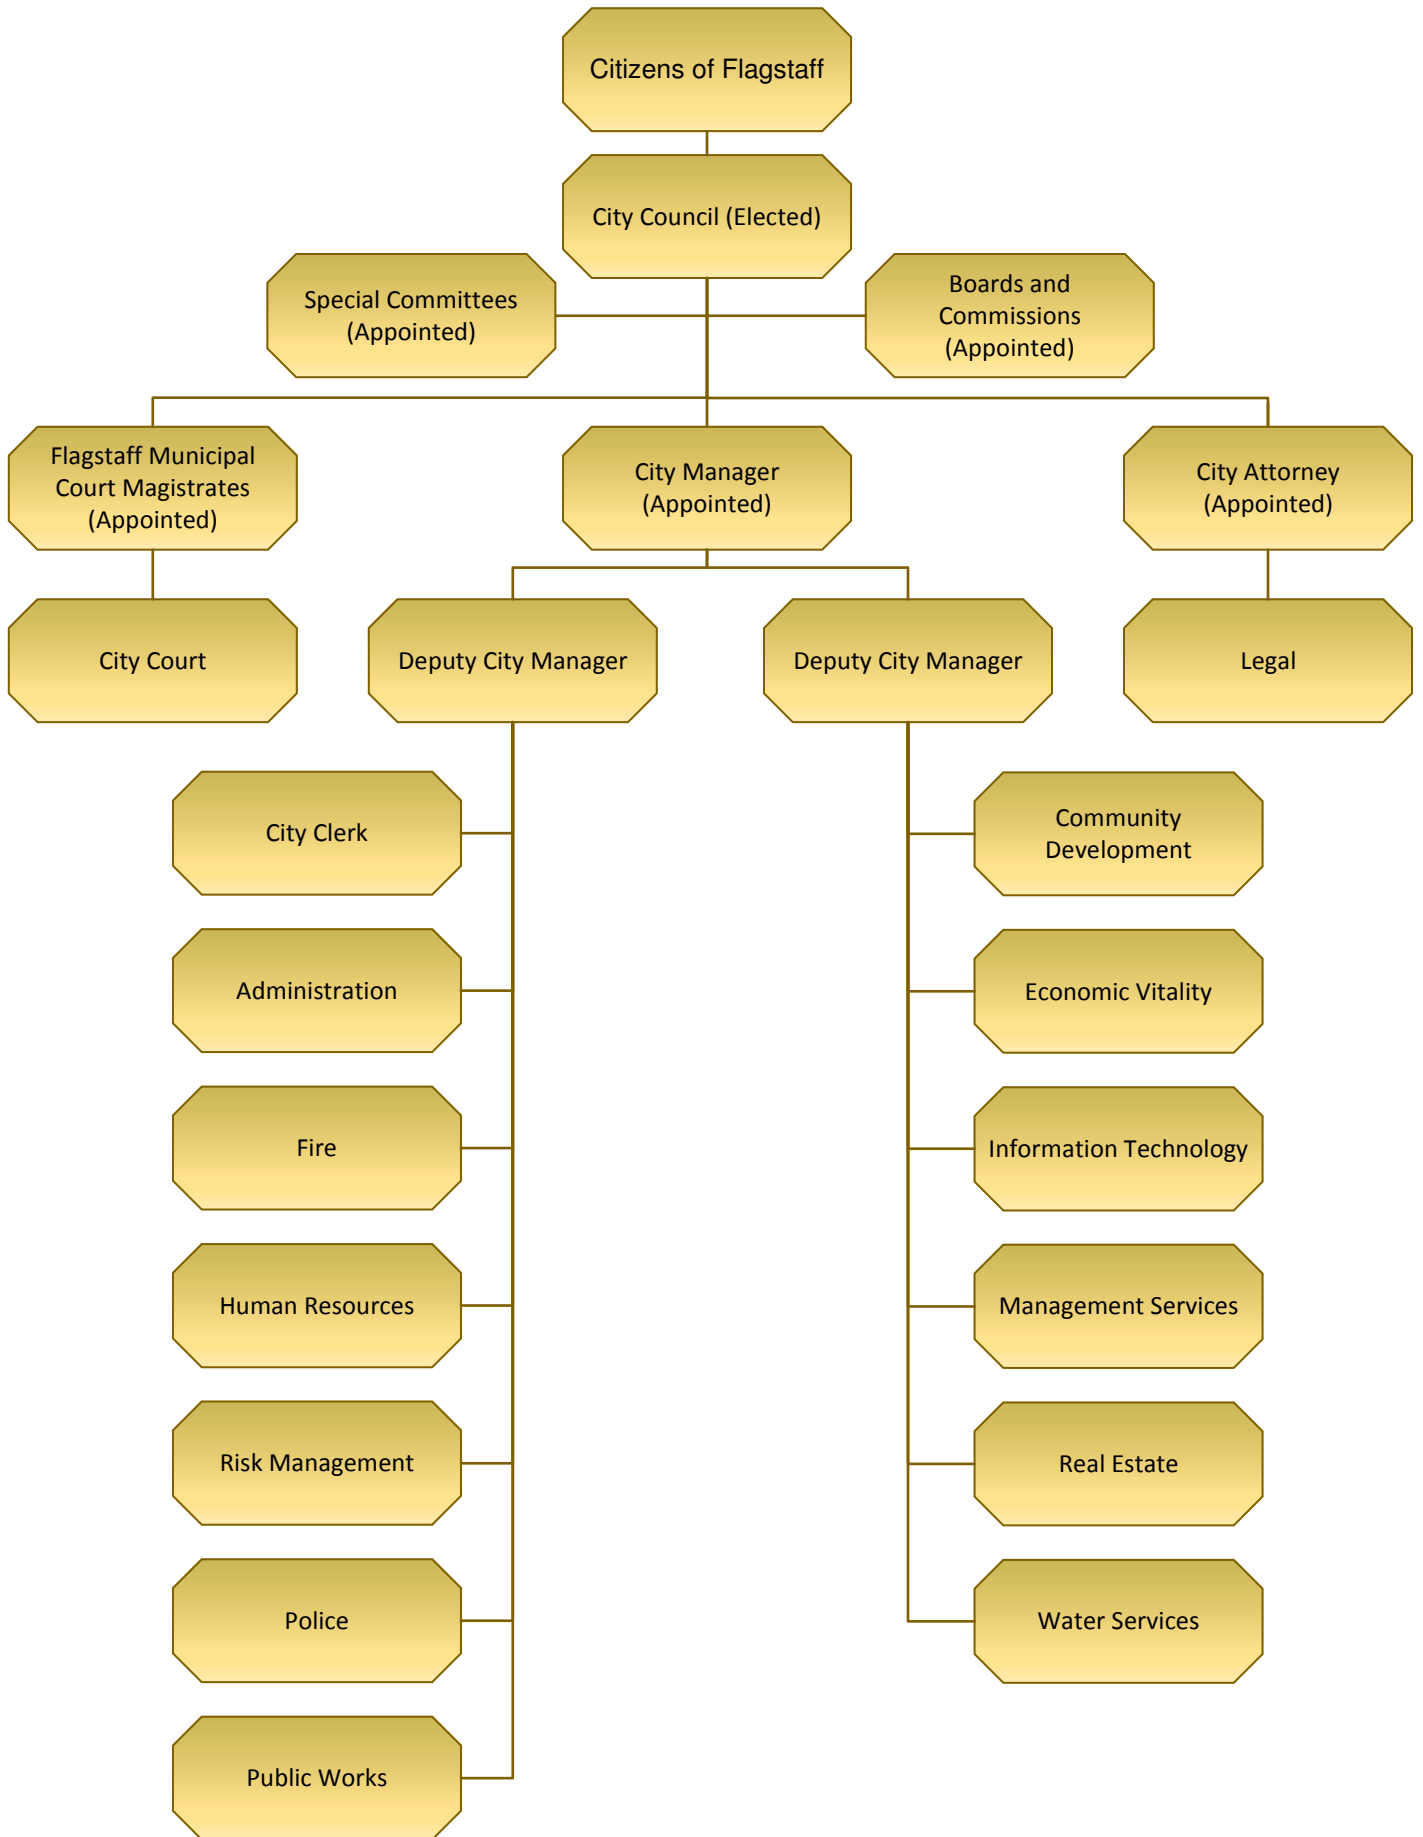 Citizens of Flagstaff
City Council (Elected)
Special Committees
(Appointed)
Boards and
Commissions
(Appointed)
Flagstaff Municipal
Court Magistrates
(Appointed)
City Manager
(Appointed)
City Attorney
(Appointed)
City Court
Deputy City Manager
Deputy City Manager
Legal
City Clerk
Administration
Fire
Human Resources
Risk Management
Police
Public Works
Community
Development
Economic Vitality
Information Technology
Management Services
Real Estate
Water Services